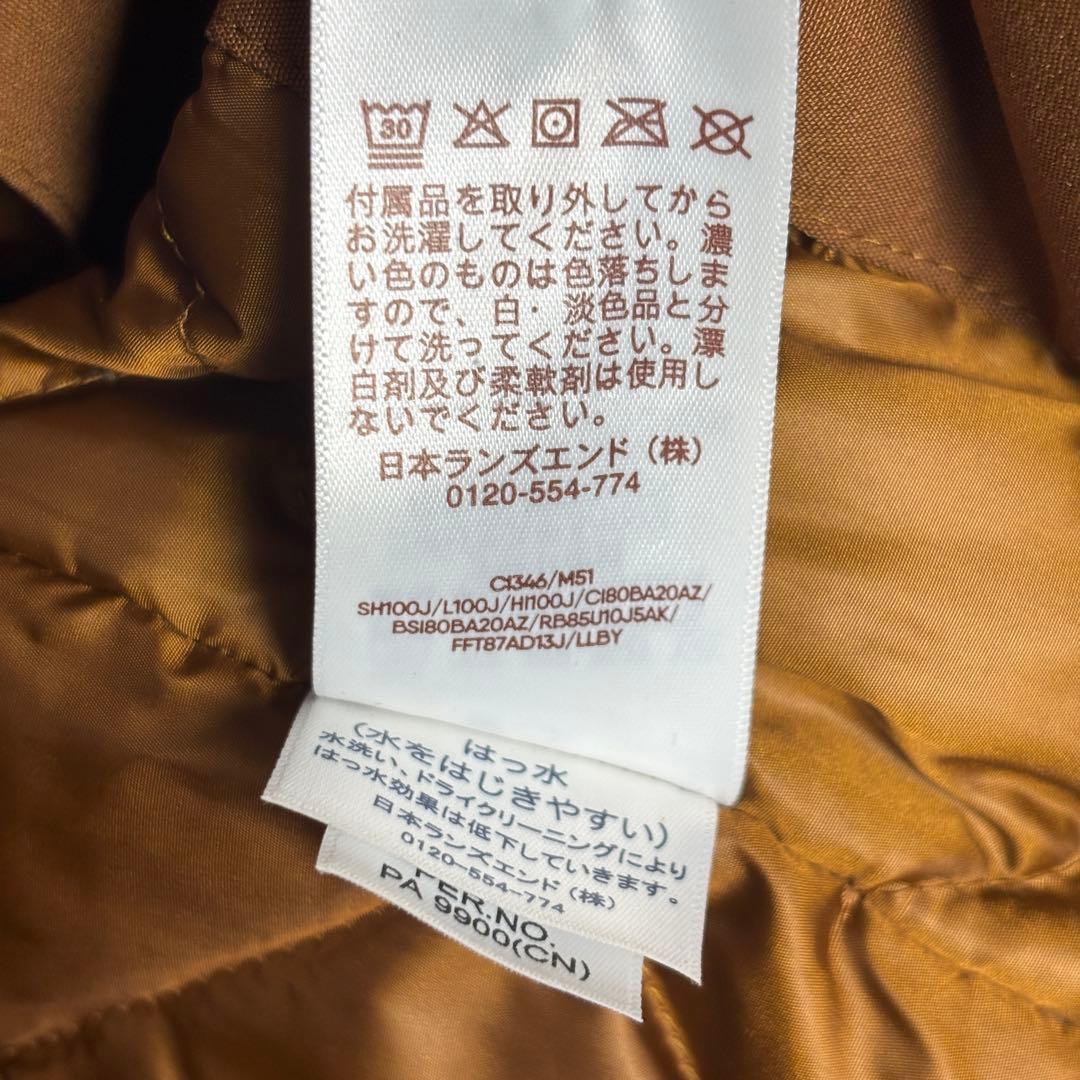 30
付属品を取り外してから
お洗濯してください。濃
い色のものは色落ちしま
すので、白・淡色品と分
けて洗ってください。漂
白剤及び柔軟剤は使用し
ないでください。
日本ランズエンド（株）
0120-554-774
C1346/M51
SH100J/L100J/H1100J/C180BA20AZ/
BS180BA20AZ/RB85U10J5AK/
FFT87AD13J/LLBY
はっ水
（水をはじきやすい）
水洗い、ドライクリーニングにより
はっ水効果は低下していきます。
日本ランズエンド（株）
0120-554-774
PER.NO.
PA 9900(CN)